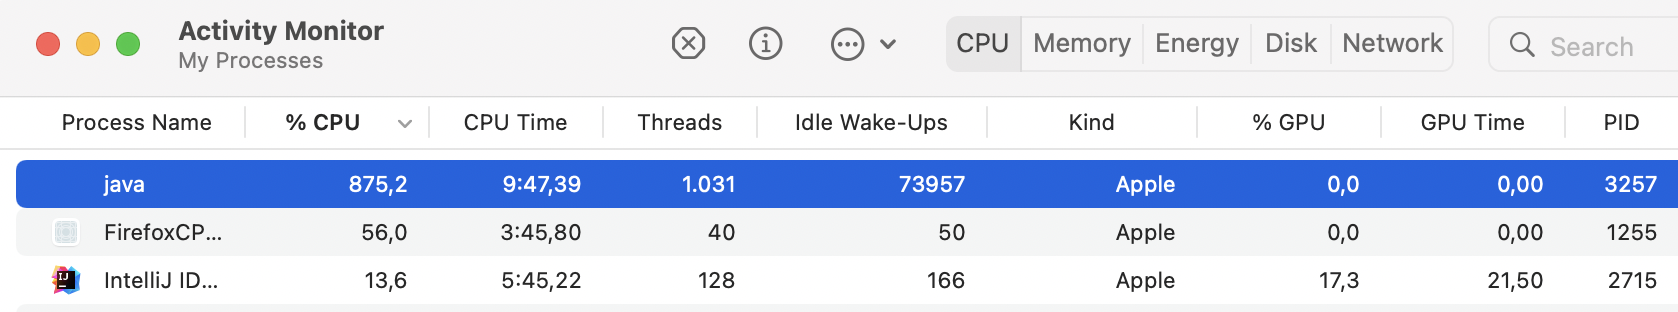 Activity Monitor
My Processes
CPU Memory Energy Disk Network Search
Process Name % CPU CPU Time Threads Idle Wake-Ups Kind % GPU GPU Time PID
java 875,2 9:47,39 1.031 73957 Apple 0,0 0,00 3257
FirefoxCP... 56,0 3:45,80 40 50 Apple 0,0 0,00 1255
IntelliJ ID... 13,6 5:45,22 128 166 Apple 17,3 21,50 2715